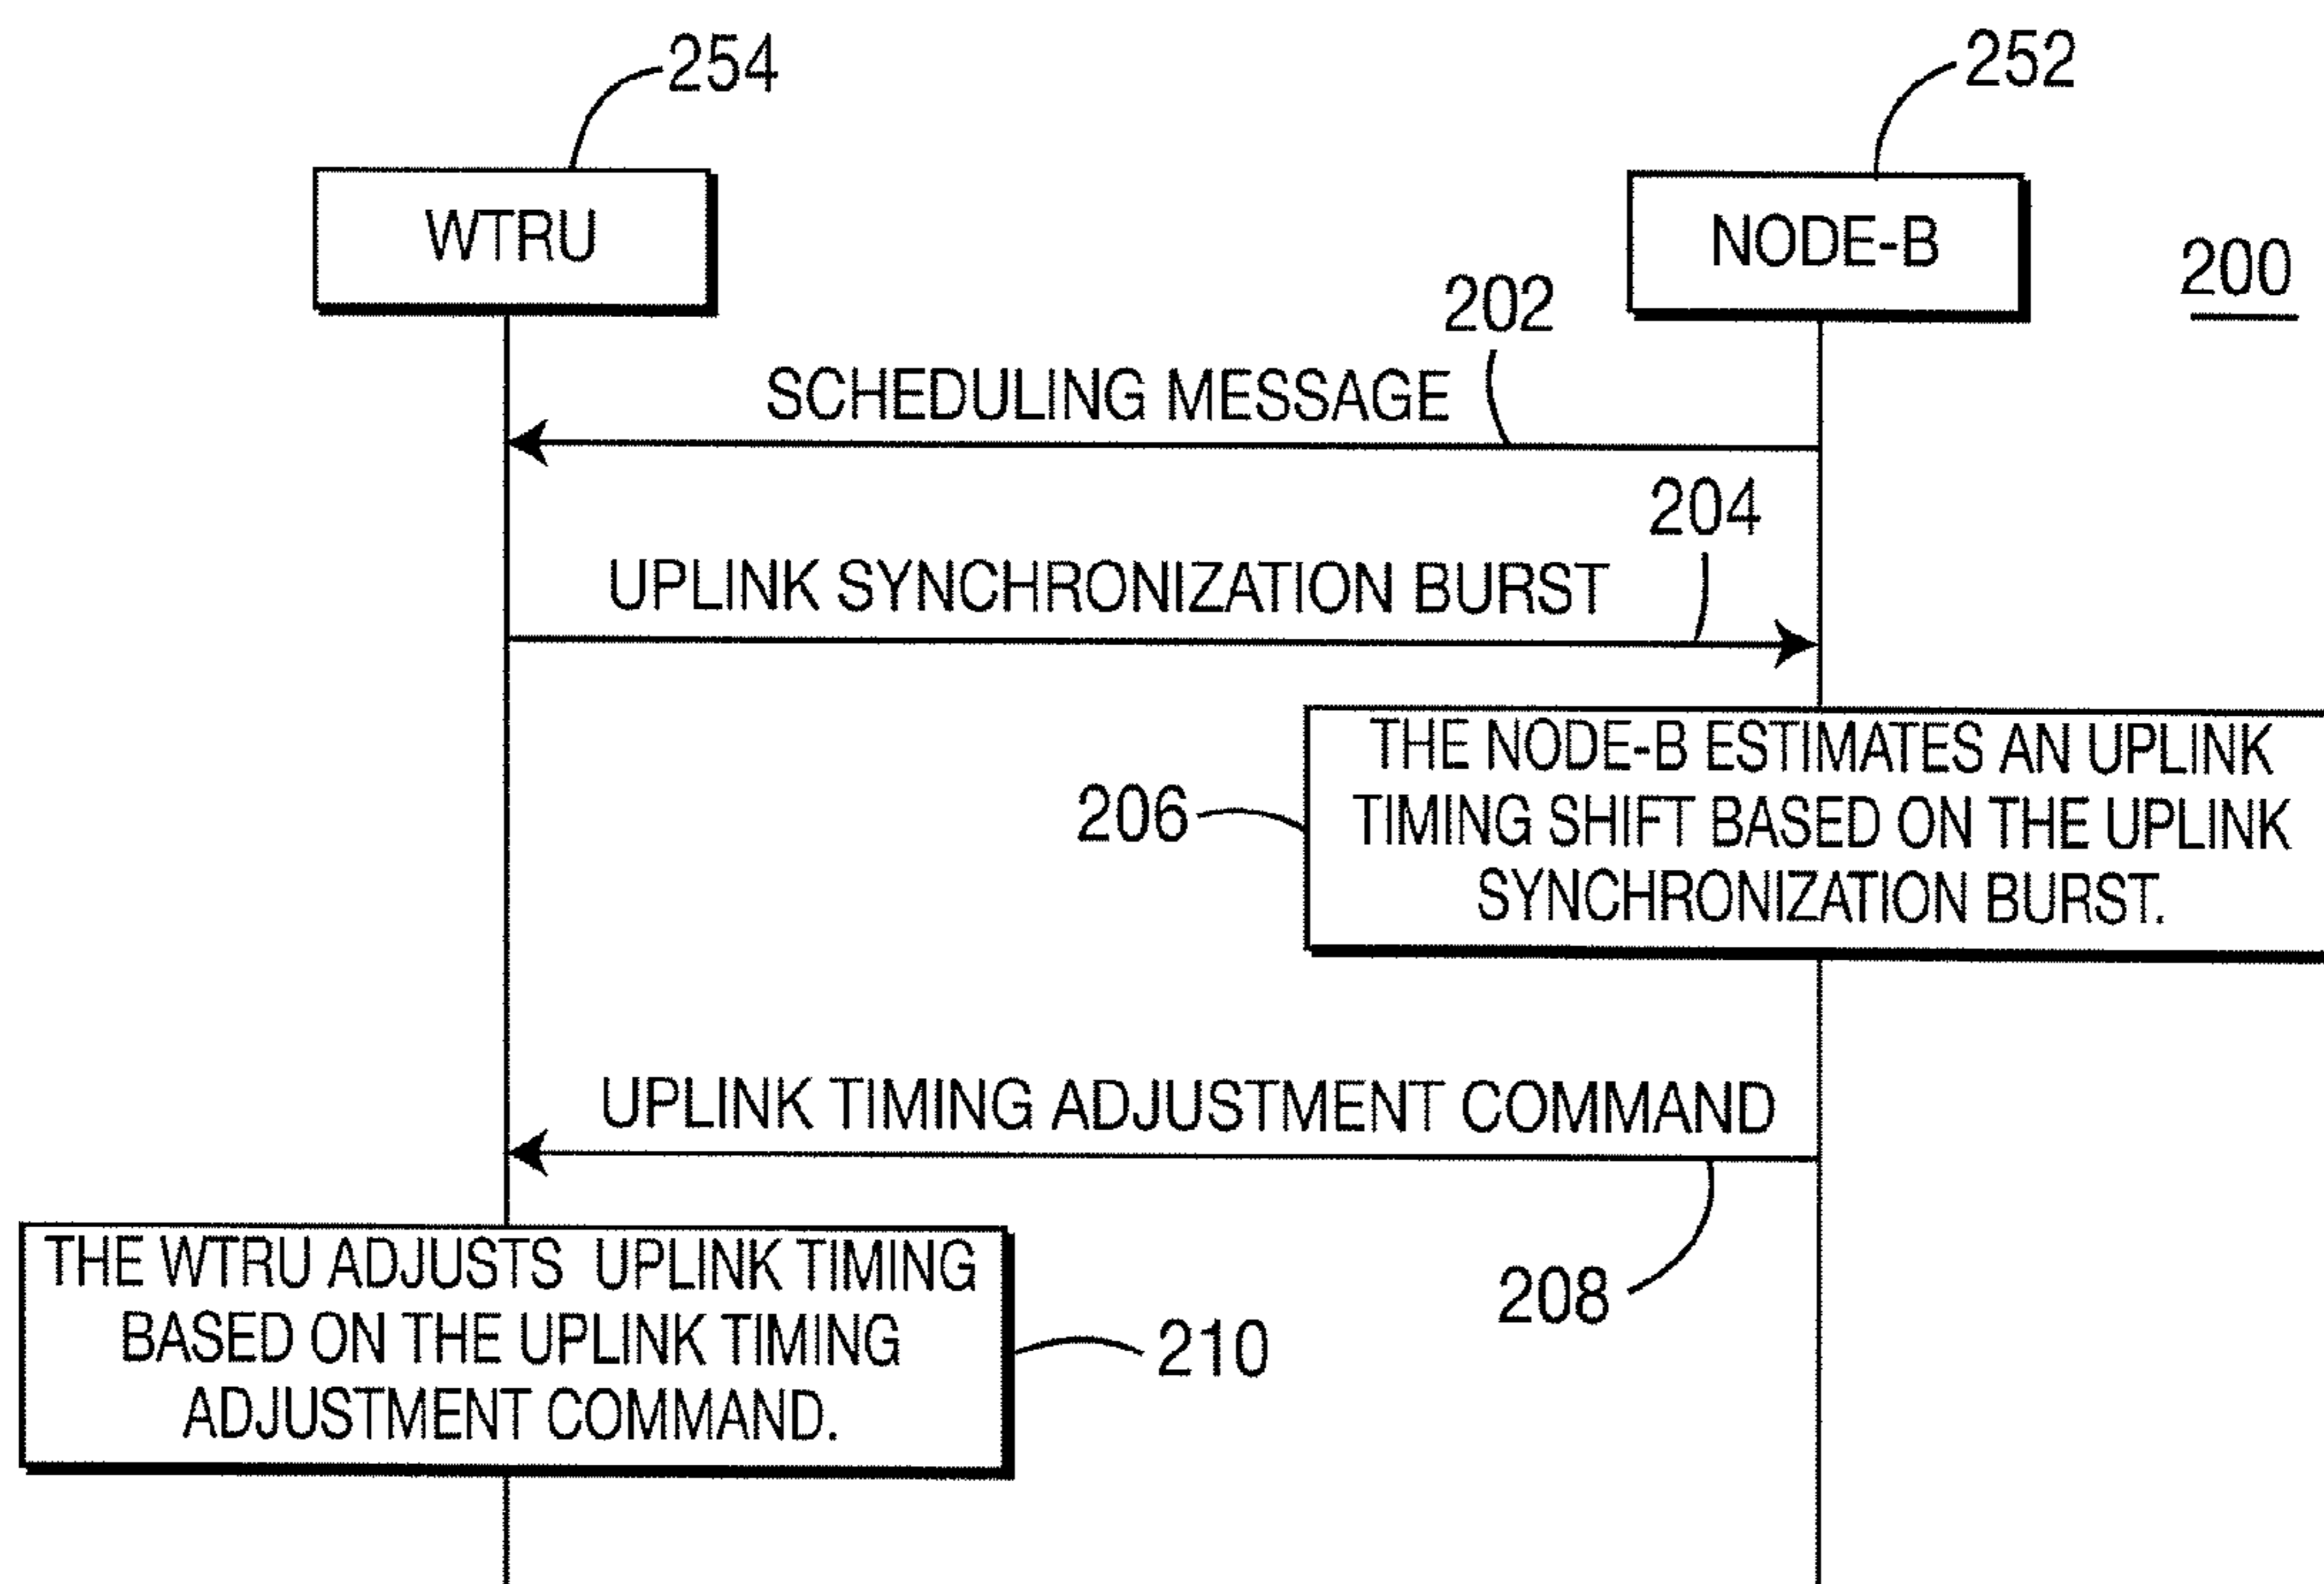 254
252
WTRU
NODE-B
200
202
SCHEDULING MESSAGE
204
UPLINK SYNCHRONIZATION BURST
THE NODE-B ESTIMATES AN UPLINK
TIMING SHIFT BASED ON THE UPLINK
SYNCHRONIZATION BURST.
206
UPLINK TIMING ADJUSTMENT COMMAND
208
THE WTRU ADJUSTS UPLINK TIMING
BASED ON THE UPLINK TIMING
ADJUSTMENT COMMAND.
210